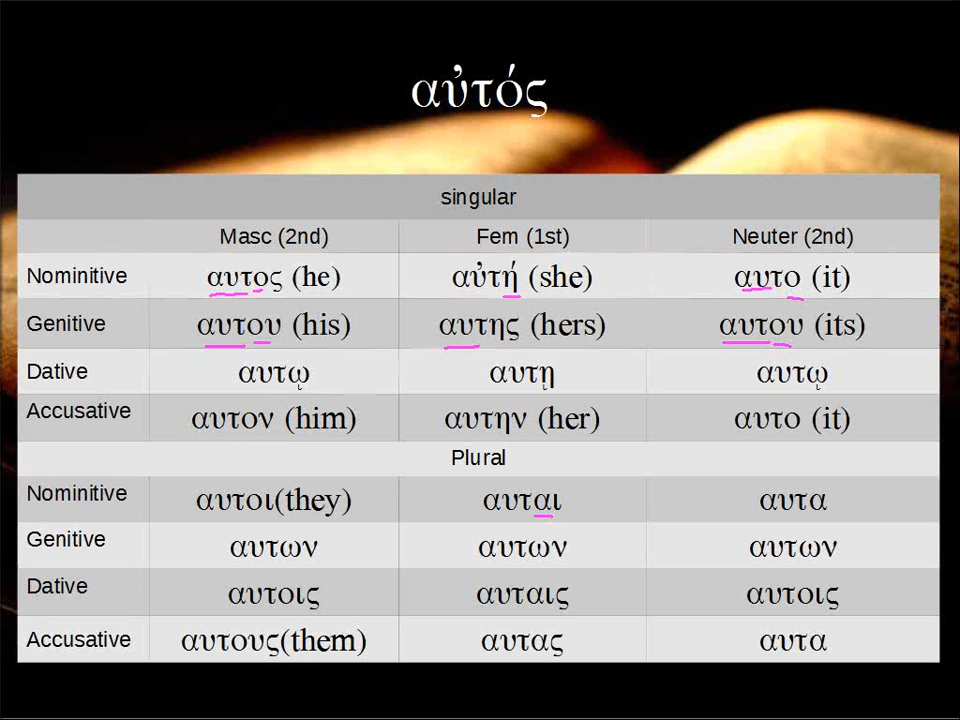 αὐτός
singular
Masc (2nd) Fem (1st) Neuter (2nd)
Nominitive αυτος (he) αὐτή (she) αυτο (it)
Genitive αυτου (his) αυτης (hers) αυτου (its)
Dative αυτῳ αυτῃ αυτῳ
Accusative αυτον (him) αυτην (her) αυτο (it)
Plural
Nominitive αυτοι(they) αυται αυτα
Genitive αυτων αυτων αυτων
Dative αυτοις αυταις αυτοις
Accusative αυτους(them) αυτας αυτα